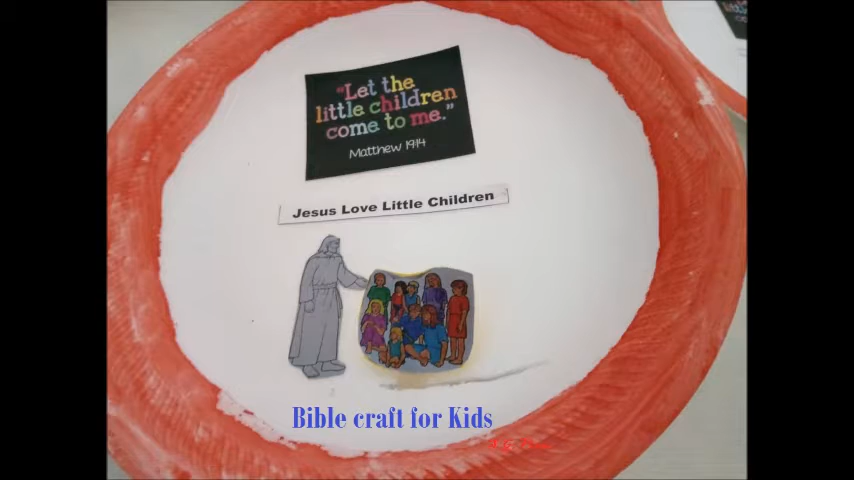 "Let the
little children
come to me."
Matthew 19:14
Jesus Love Little Children
Bible craft for Kids